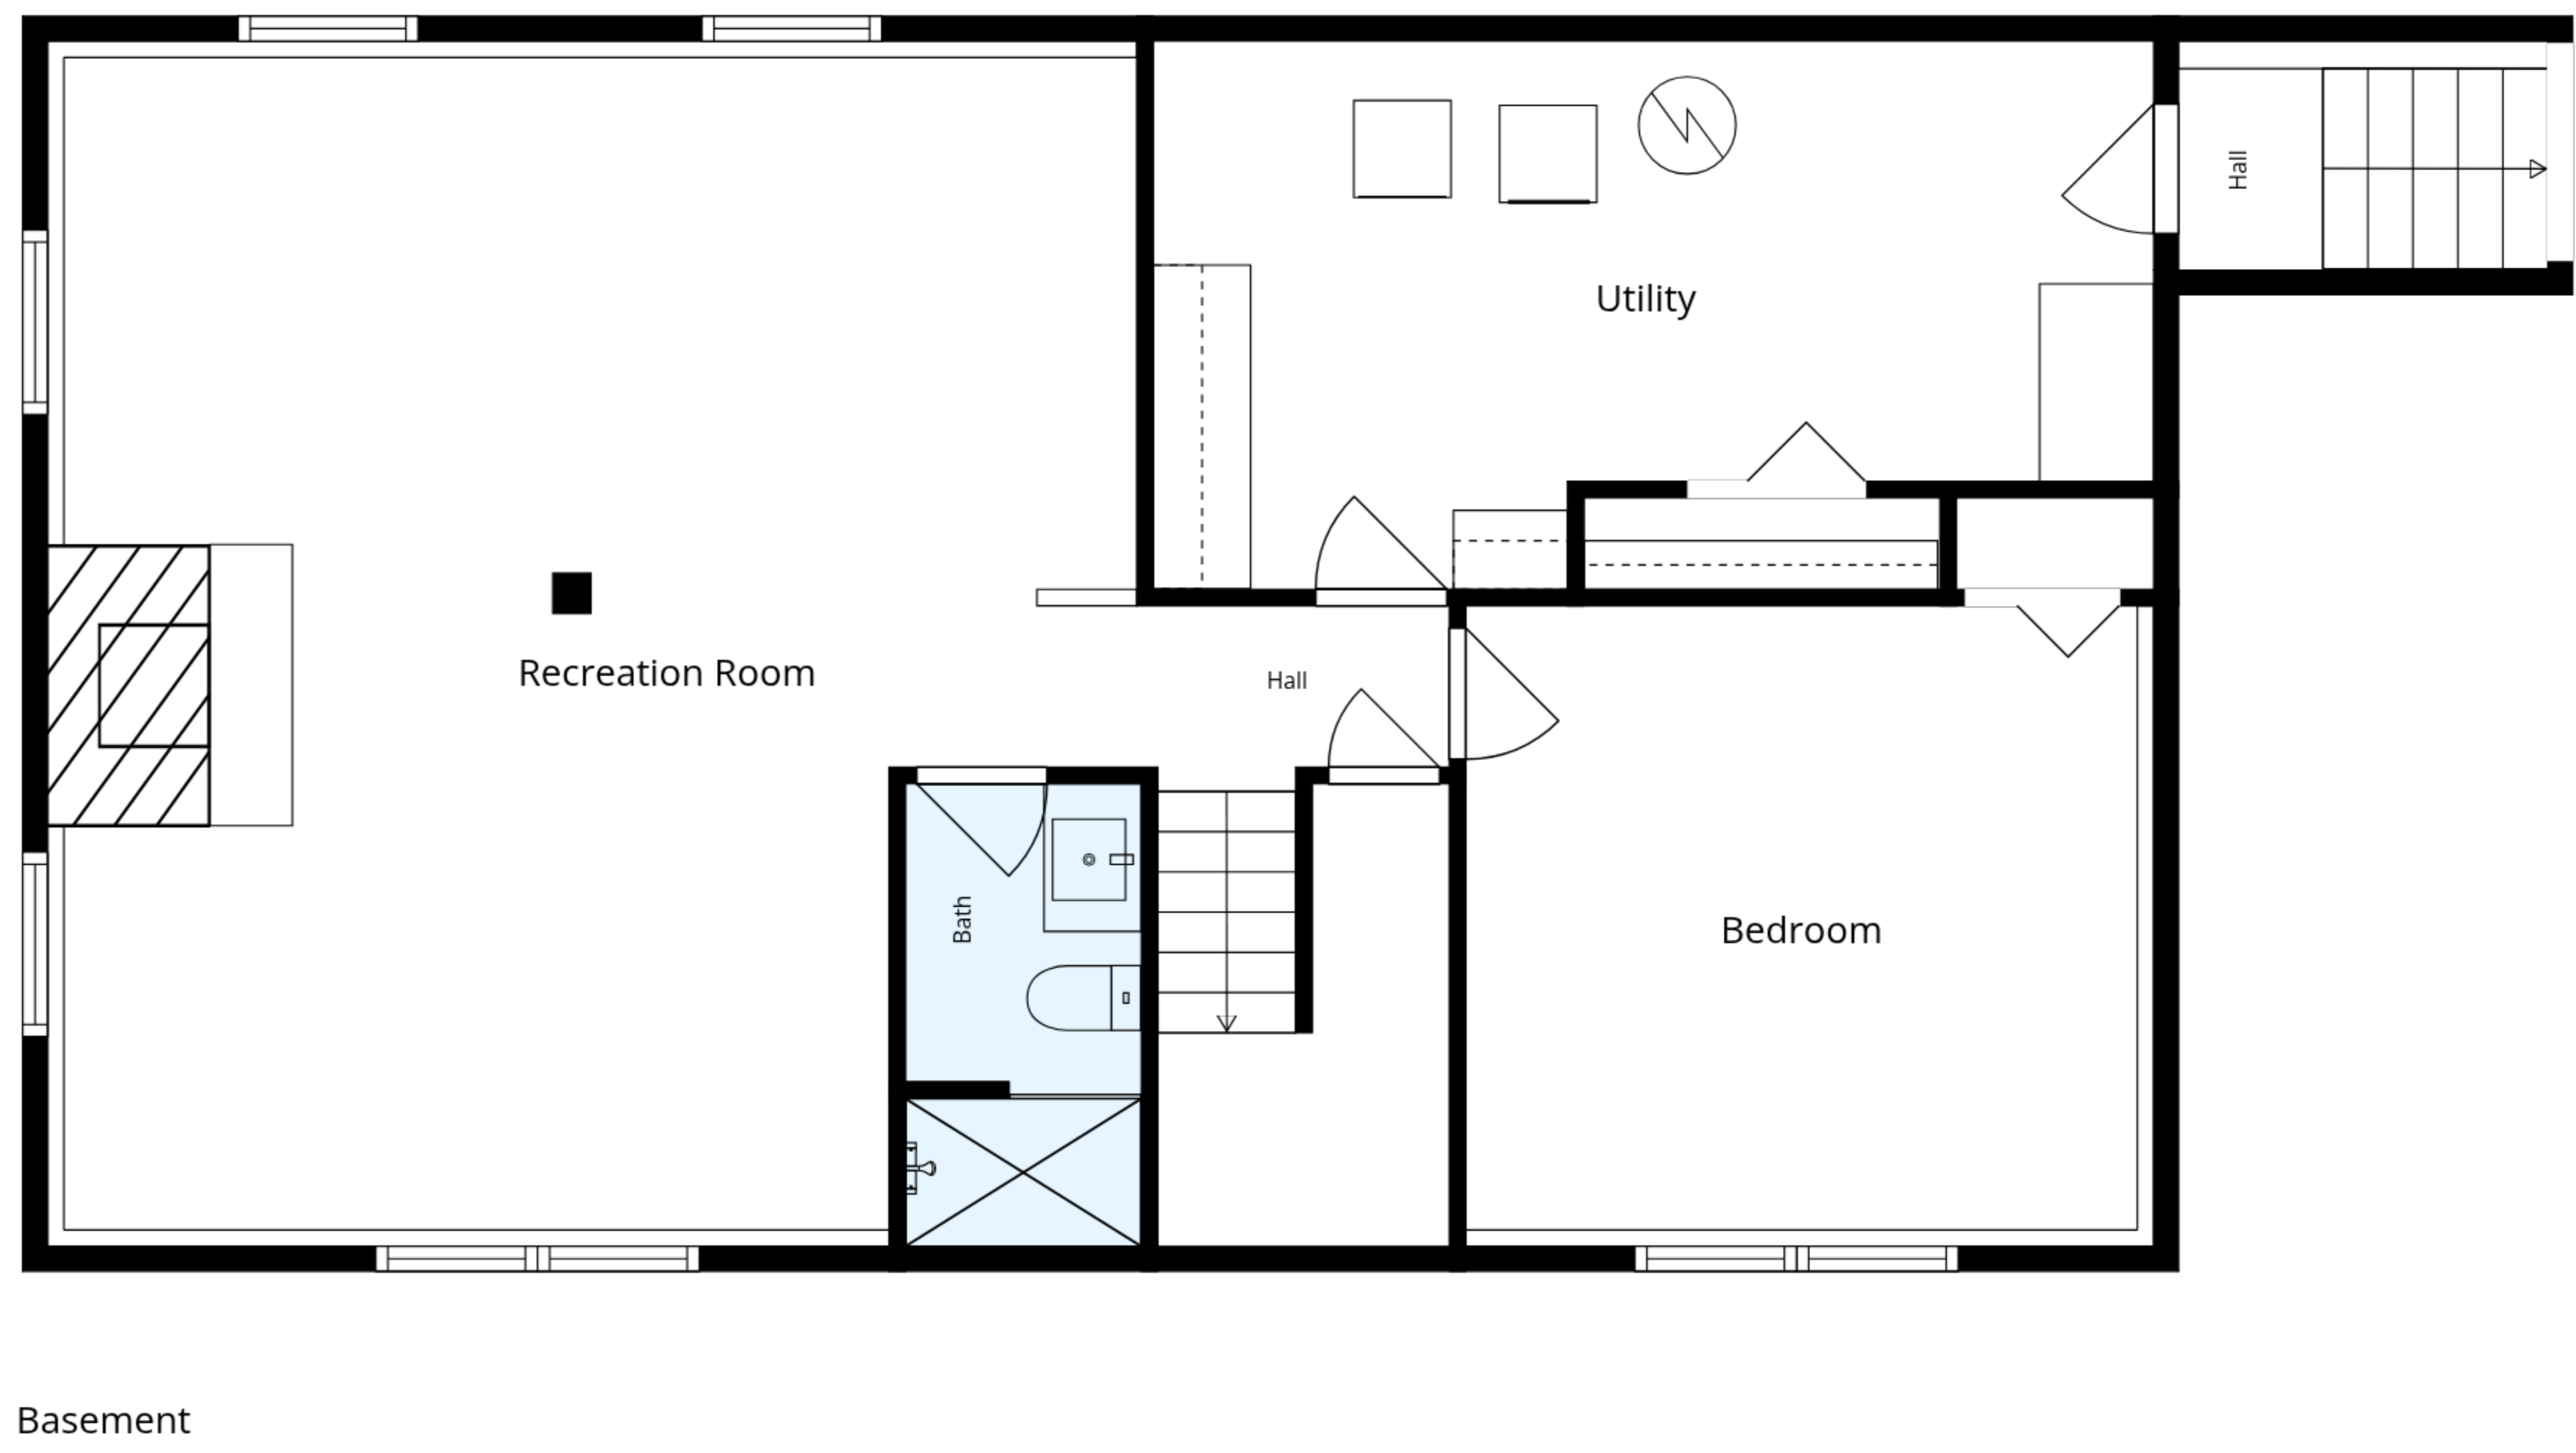 Hall
Utility
Recreation Room
Hall
Bath
Bedroom
Basement